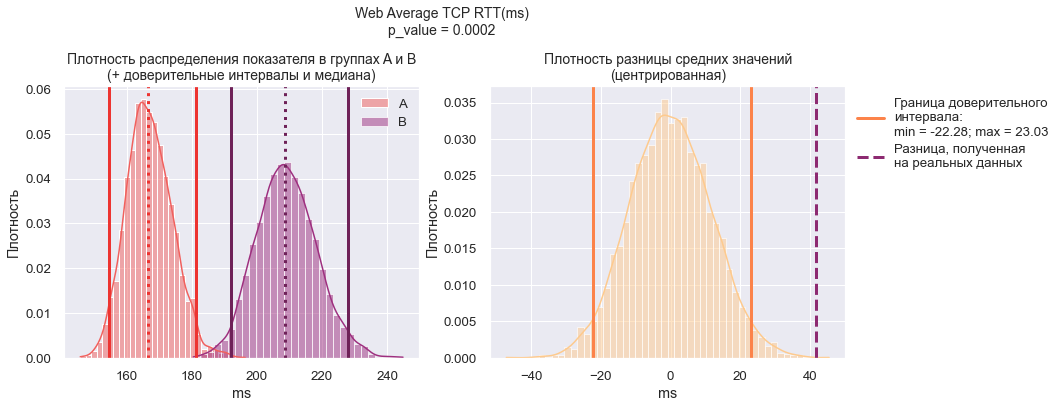 Web Average TCP RTT(ms)
p_value = 0.0002
Плотность распределения показателя в группах A и B
(+ доверительные интервалы и медиана)
0.06
0.05
0.04
0.03
0.02
0.01
0.00
Плотность
160
180
200
220
240
ms
A
B
Плотность разницы средних значений
(центрированная)
0.035
0.030
0.025
0.020
0.015
0.010
0.005
0.000
Плотность
−40
−20
0
20
40
ms
Граница доверительного
интервала:
min = -22.28; max = 23.03
Разница, полученная
на реальных данных